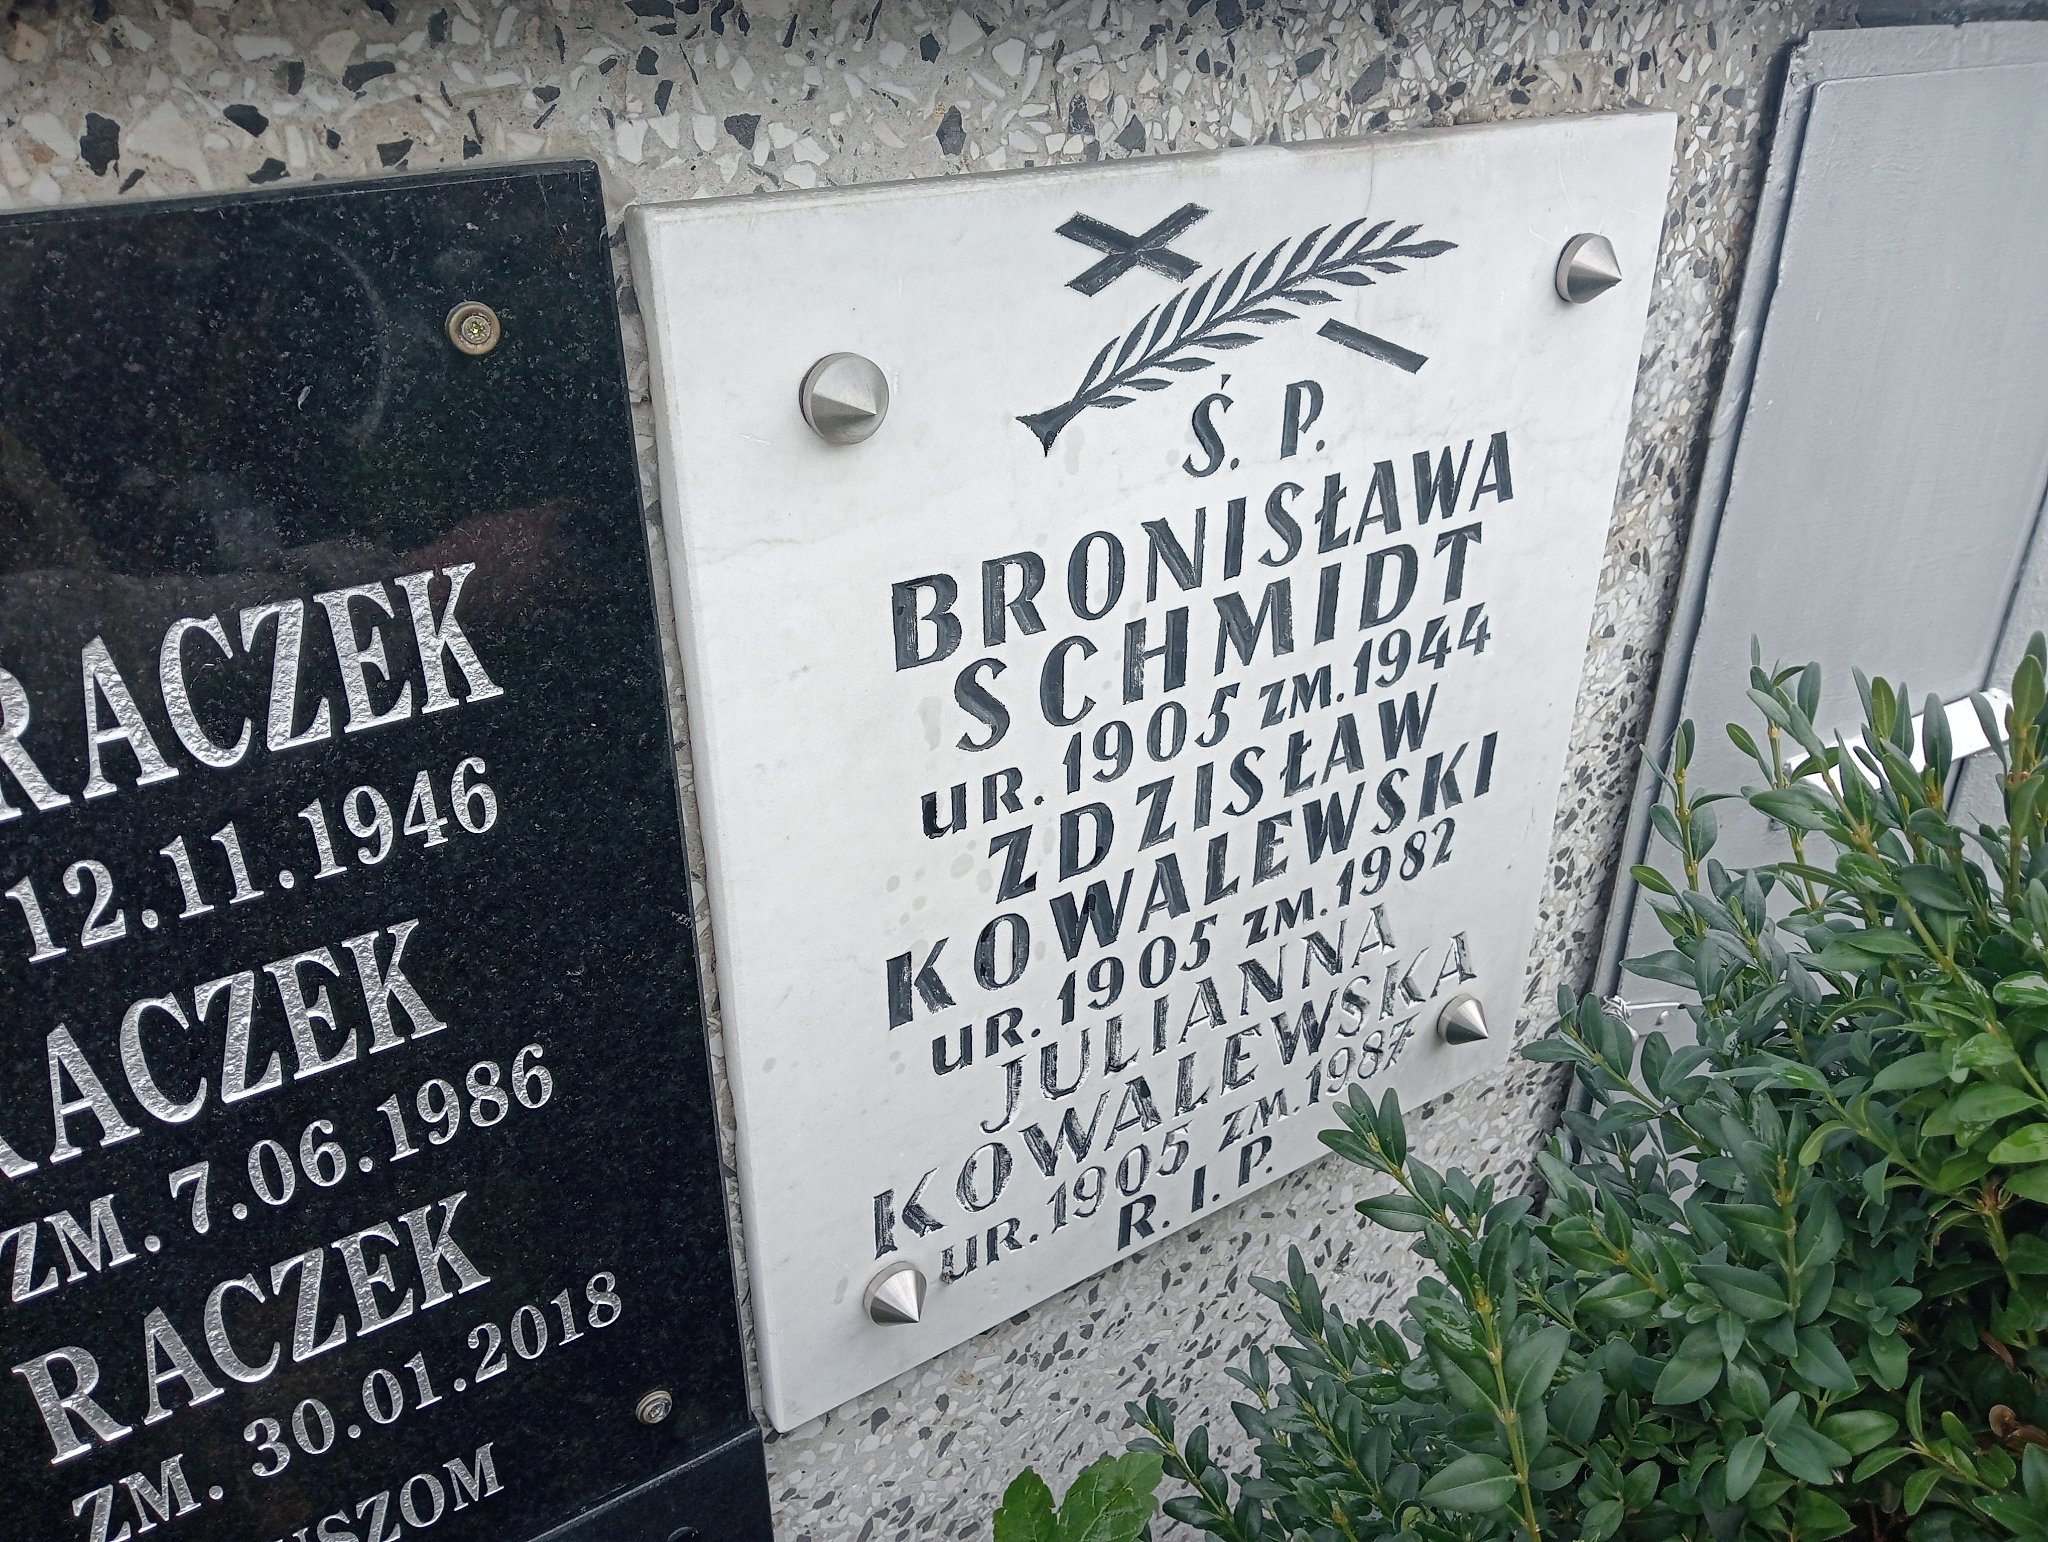 RACZEK
12.11.1946
RACZEK
ZM. 7.06.1986
RACZEK
ZM. 30.01.2018
Ś. P.
BRONISŁAWA
SCHMIDT
UR. 1905 ZM. 1944
ZDZISŁAW
KOWALEWSKI
UR. 1905 ZM. 1982
JULIANNA
KOWALEWSKA
UR. 1905 ZM. 1987
R. I. P.